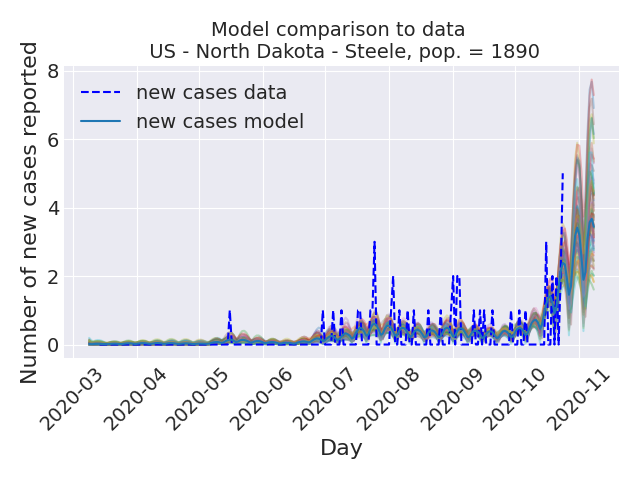 Model comparison to data
US - North Dakota - Steele, pop. = 1890
Number of new cases reported
8
6
4
2
0
new cases data
new cases model
2020-03
2020-04
2020-05
2020-06
2020-07
2020-08
2020-09
2020-10
2020-11
Day